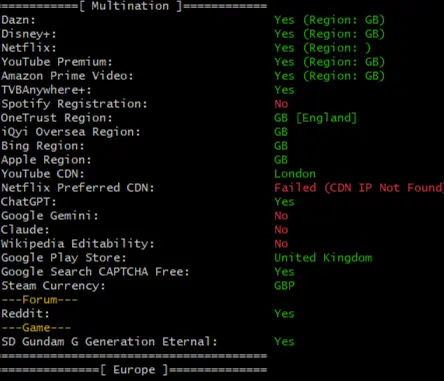 ============[ Multination ]============
Dazn: Yes (Region: GB)
Disney+: Yes (Region: GB)
Netflix: Yes (Region: )
YouTube Premium: Yes (Region: GB)
Amazon Prime Video: Yes (Region: GB)
TVBAnywhere+: Yes
Spotify Registration: No
OneTrust Region: GB [England]
iQyi Oversea Region: GB
Bing Region: GB
Apple Region: GB
YouTube CDN: London
Netflix Preferred CDN: Failed (CDN IP Not Found
ChatGPT: Yes
Google Gemini: No
Claude: No
Wikipedia Editability: No
Google Play Store: United Kingdom
Google Search CAPTCHA Free: Yes
Steam Currency: GBP
---Forum---
Reddit: Yes
---Game---
SD Gundam G Generation Eternal: Yes
=======================================
===============[ Europe ]==============